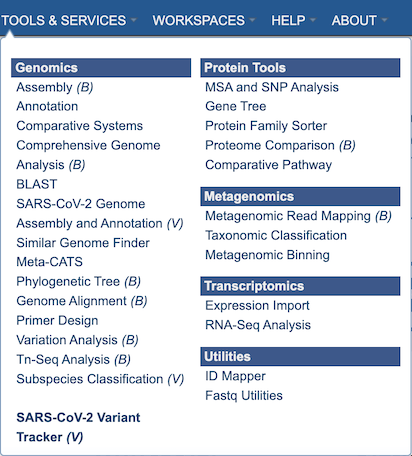 TOOLS & SERVICES WORKSPACES HELP ABOUT
Genomics
Assembly (B)
Annotation
Comparative Systems
Comprehensive Genome
Analysis (B)
BLAST
SARS-CoV-2 Genome
Assembly and Annotation (V)
Similar Genome Finder
Meta-CATS
Phylogenetic Tree (B)
Genome Alignment (B)
Primer Design
Variation Analysis (B)
Tn-Seq Analysis (B)
Subspecies Classification (V)
SARS-CoV-2 Variant
Tracker (V)
Protein Tools
MSA and SNP Analysis
Gene Tree
Protein Family Sorter
Proteome Comparison (B)
Comparative Pathway
Metagenomics
Metagenomic Read Mapping (B)
Taxonomic Classification
Metagenomic Binning
Transcriptomics
Expression Import
RNA-Seq Analysis
Utilities
ID Mapper
Fastq Utilities